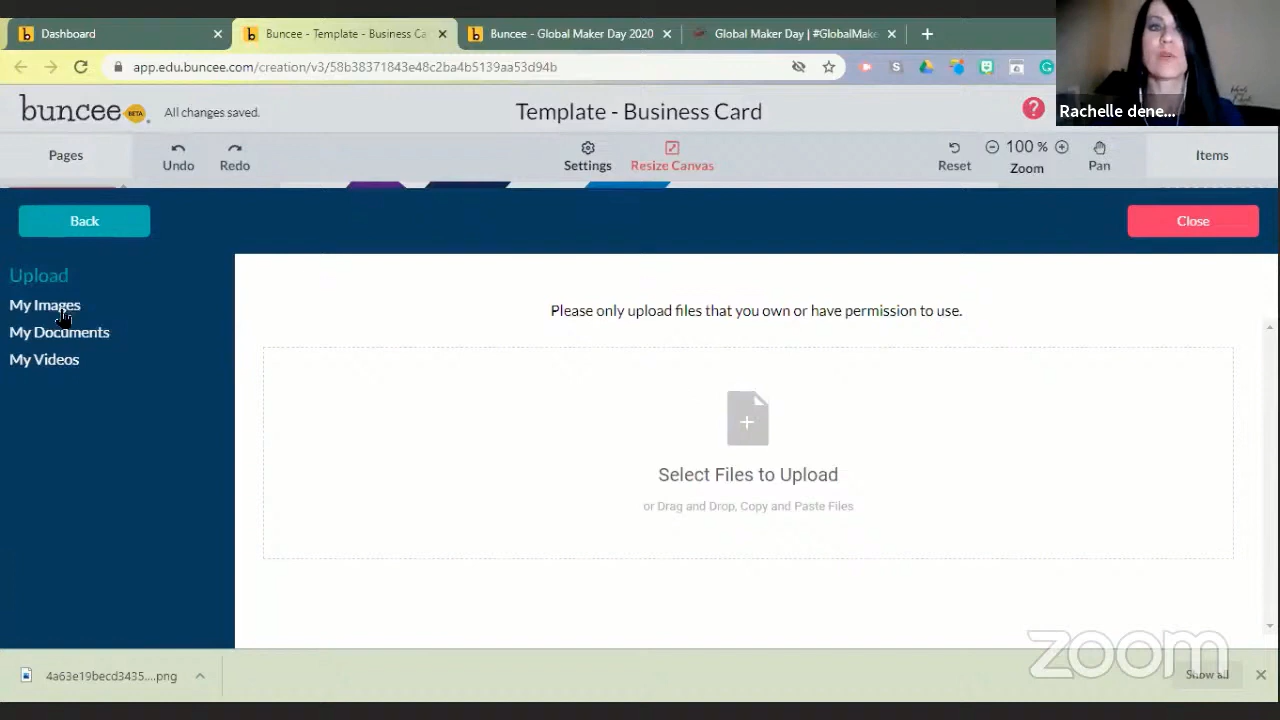 Dashboard
Buncee - Template - Business Ca
Buncee - Global Maker Day 2020
Global Maker Day | #GlobalMake
app.edu.buncee.com/creation/v3/58b38371843e48c2ba4b5139aa53d94b
buncee BETA
All changes saved.
Template - Business Card
Rachelle dene...
Pages
Undo
Redo
Settings
Resize Canvas
Reset
100 %
Zoom
Pan
Items
Back
Close
Upload
My Images
My Documents
My Videos
Please only upload files that you own or have permission to use.
Select Files to Upload
or Drag and Drop, Copy and Paste Files
zoom
4a63e19becd3435....png
Show all